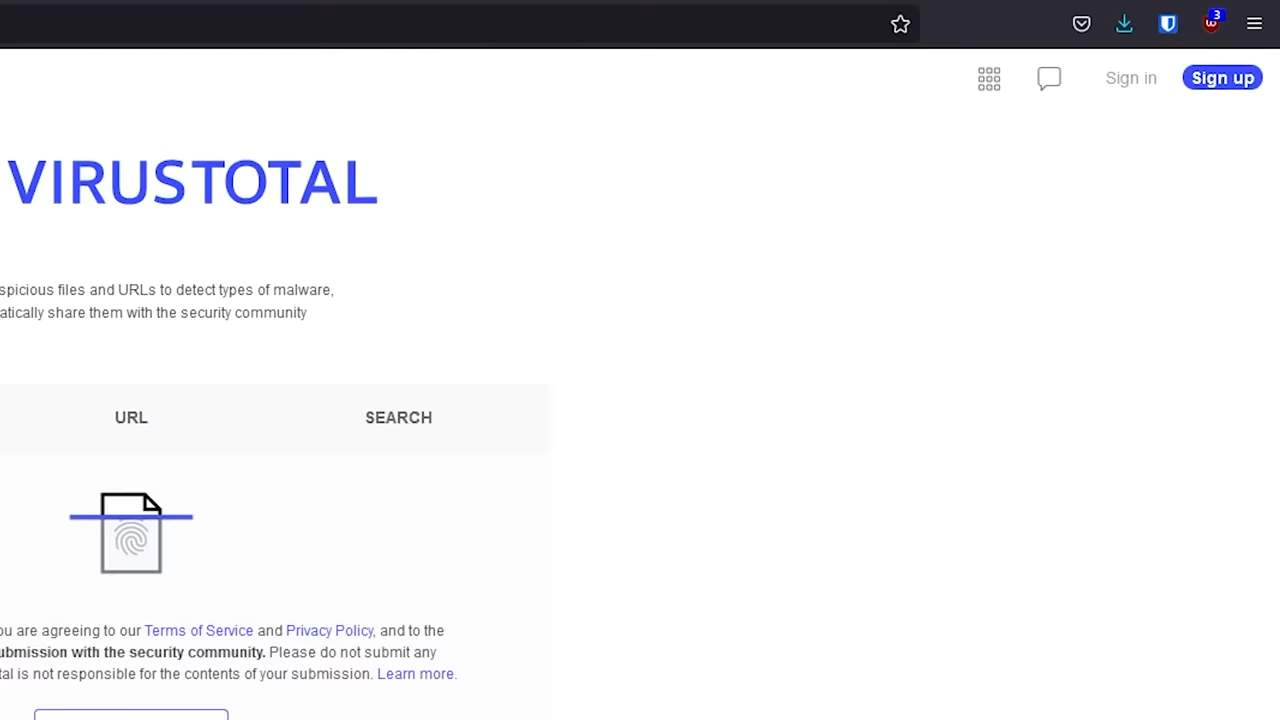 3
Sign in
Sign up
VIRUSTOTAL
spicious files and URLs to detect types of malware,
atically share them with the security community
URL
SEARCH
ou are agreeing to our Terms of Service and Privacy Policy, and to the
ubmission with the security community. Please do not submit any
tal is not responsible for the contents of your submission. Learn more.